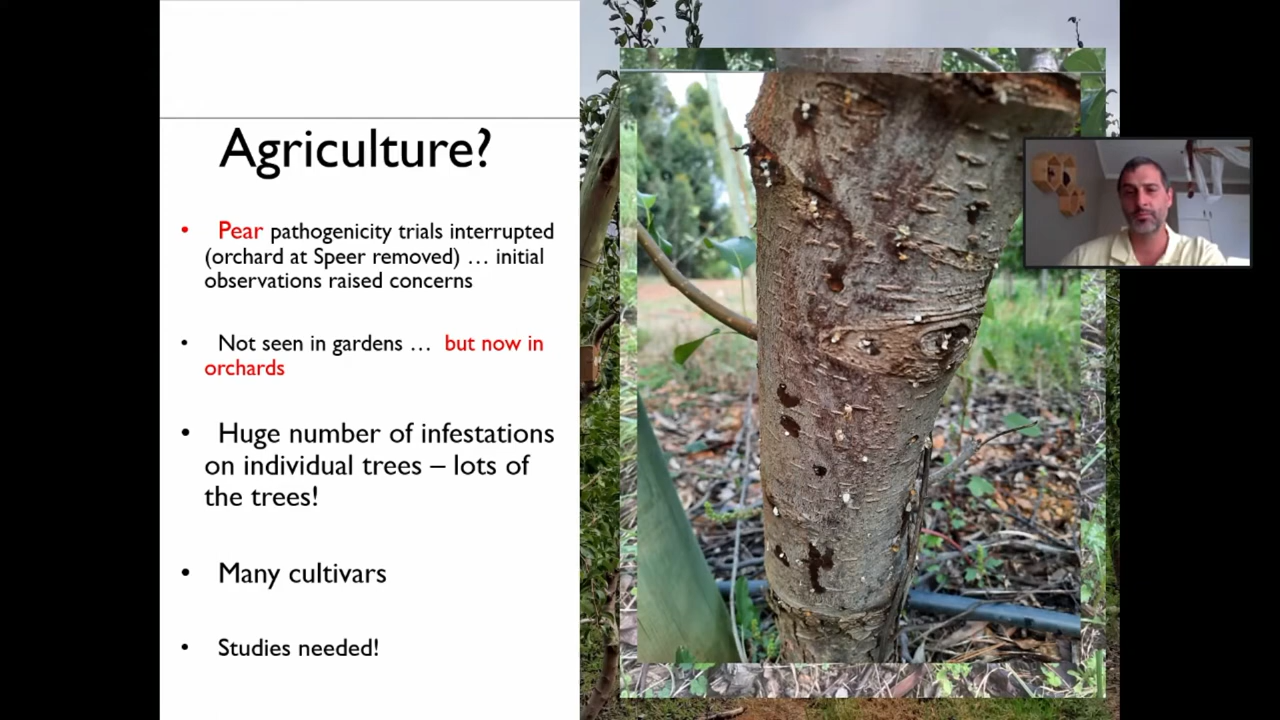 Agriculture?
• Pear pathogenicity trials interrupted
(orchard at Speer removed) … initial
observations raised concerns
• Not seen in gardens … but now in
orchards
• Huge number of infestations
on individual trees – lots of
the trees!
• Many cultivars
• Studies needed!